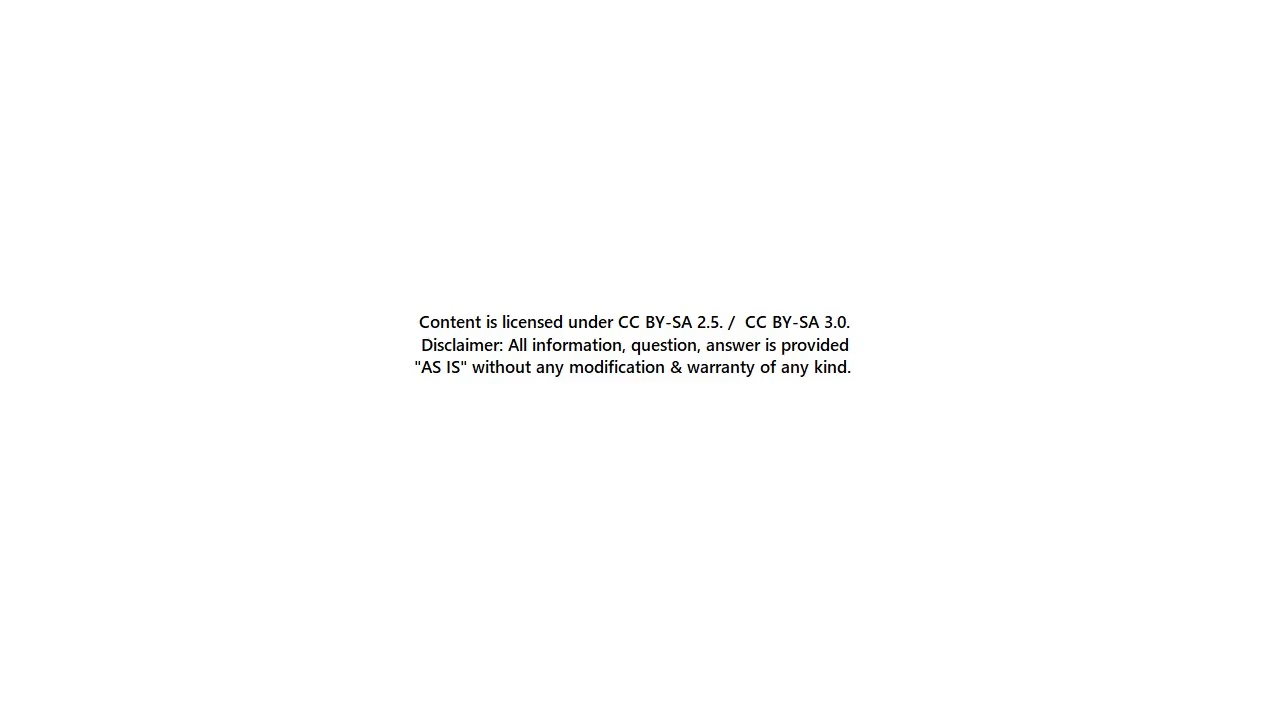 Content is licensed under CC BY-SA 2.5. /  CC BY-SA 3.0.
Disclaimer: All information, question, answer is provided
"AS IS" without any modification & warranty of any kind.